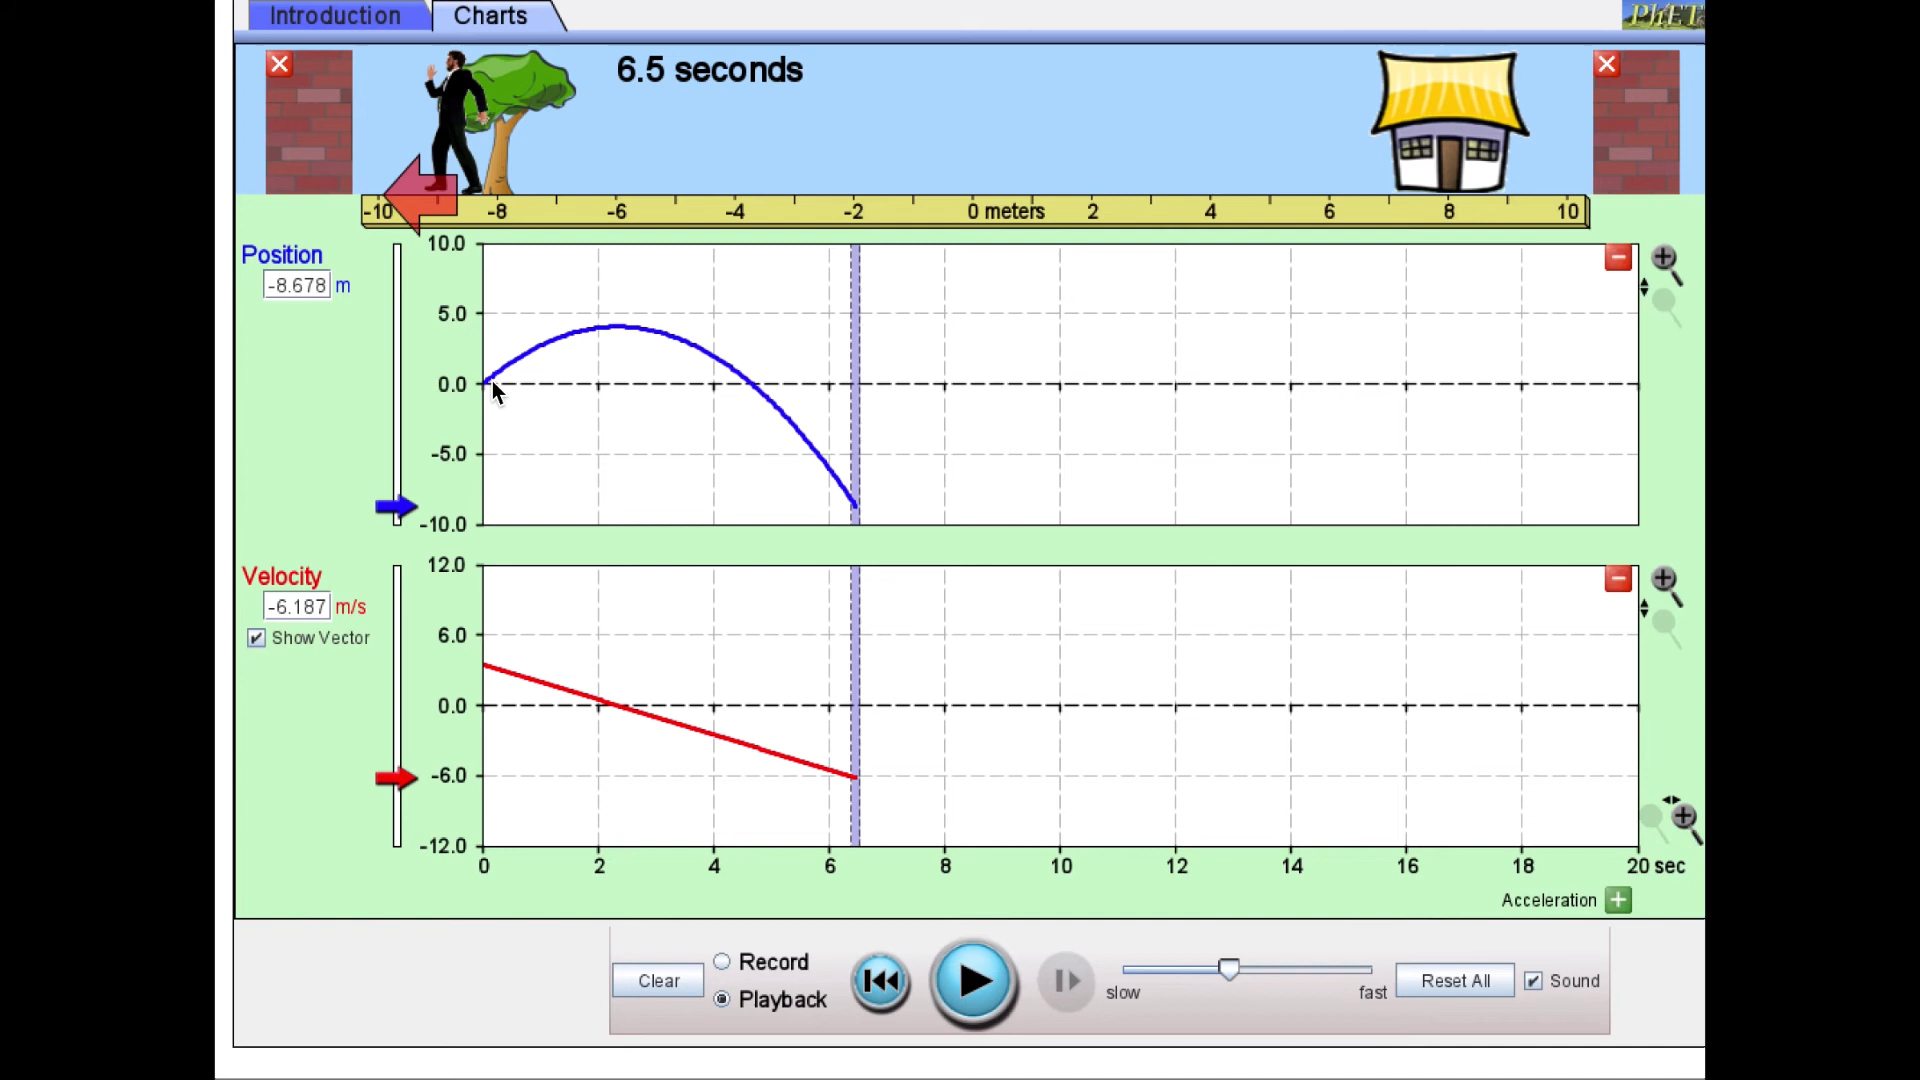 Introduction
Charts
PhET
6.5 seconds
-10 -8 -6 -4 -2 0 meters 2 4 6 8 10
Position
-8.678 m
10.0
5.0
0.0
-5.0
-10.0
Velocity
-6.187 m/s
Show Vector
12.0
6.0
0.0
-6.0
-12.0
0 2 4 6 8 10 12 14 16 18 20 sec
Acceleration
Clear
Record
Playback
slow
fast
Reset All
Sound